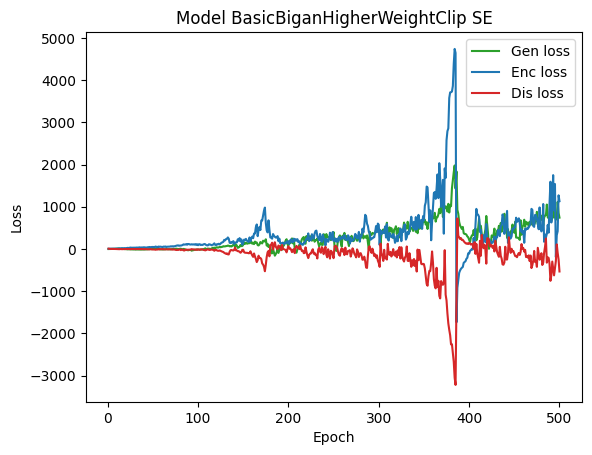 Model BasicBiganHigherWeightClip SE
Gen loss
Enc loss
Dis loss
5000
4000
3000
2000
1000
0
−1000
−2000
−3000
Loss
0
100
200
300
400
500
Epoch